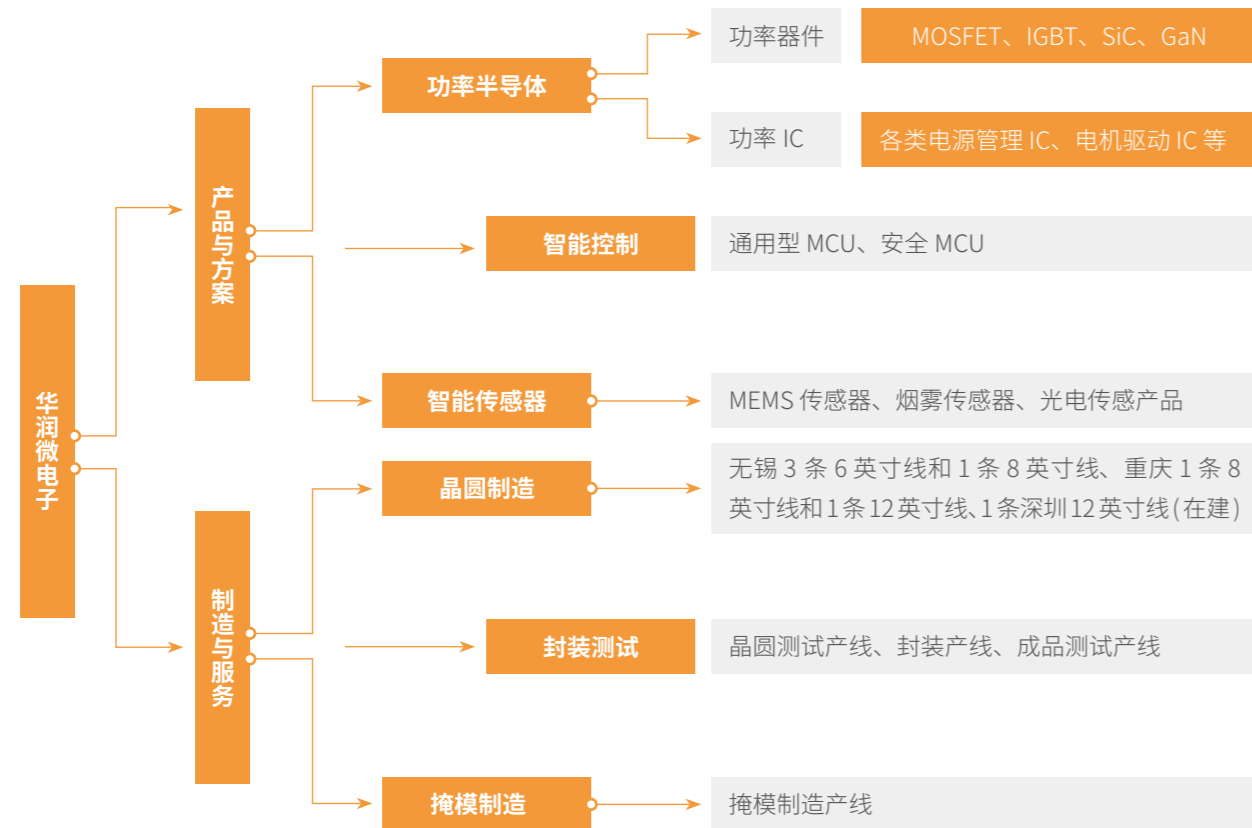 华润微电子
产品与方案
功率半导体
功率器件
MOSFET、IGBT、SiC、GaN
功率 IC
各类电源管理 IC、电机驱动 IC 等
智能控制
通用型 MCU、安全 MCU
智能传感器
MEMS 传感器、烟雾传感器、光电传感产品
制造与服务
晶圆制造
无锡 3 条 6 英寸线和 1 条 8 英寸线、重庆 1 条 8
英寸线和 1 条 12 英寸线、1 条深圳 12 英寸线 ( 在建 )
封装测试
晶圆测试产线、封装产线、成品测试产线
掩模制造
掩模制造产线